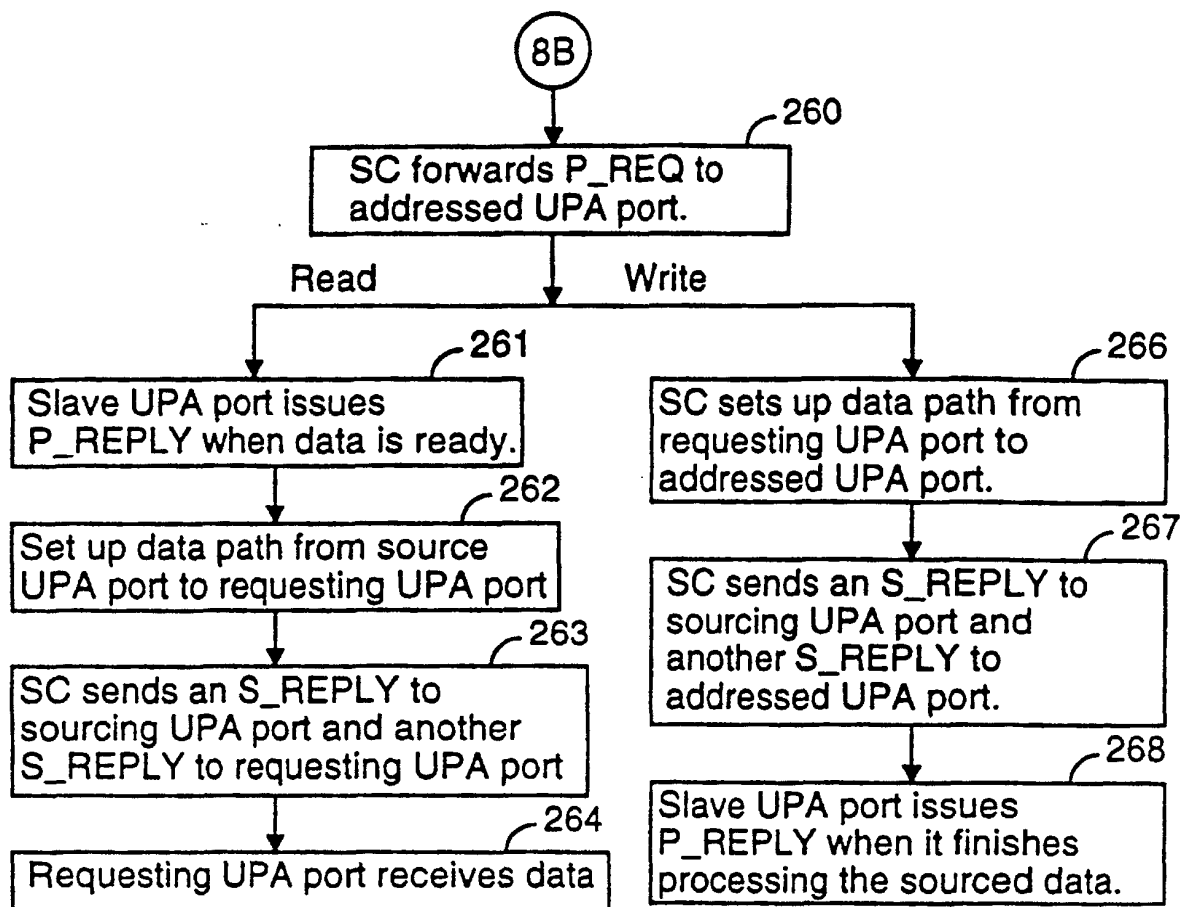 8B
260
SC forwards P_REQ to
addressed UPA port.
Read
Write
261
Slave UPA port issues
P_REPLY when data is ready.
262
Set up data path from source
UPA port to requesting UPA port
263
SC sends an S_REPLY to
sourcing UPA port and another
S_REPLY to requesting UPA port
264
Requesting UPA port receives data
266
SC sets up data path from
requesting UPA port to
addressed UPA port.
267
SC sends an S_REPLY to
sourcing UPA port and
another S_REPLY to
addressed UPA port.
268
Slave UPA port issues
P_REPLY when it finishes
processing the sourced data.